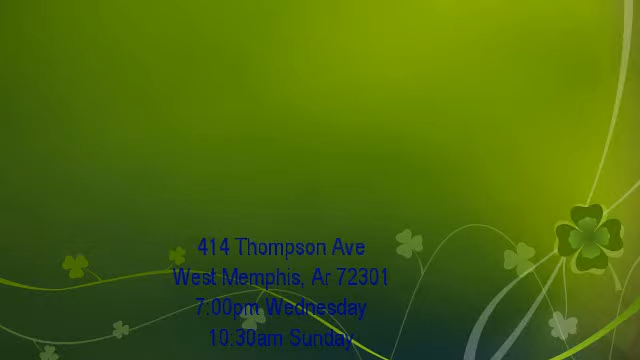 414 Thompson Ave
West Memphis, Ar 72301
7:00pm Wednesday
10:30am Sunday